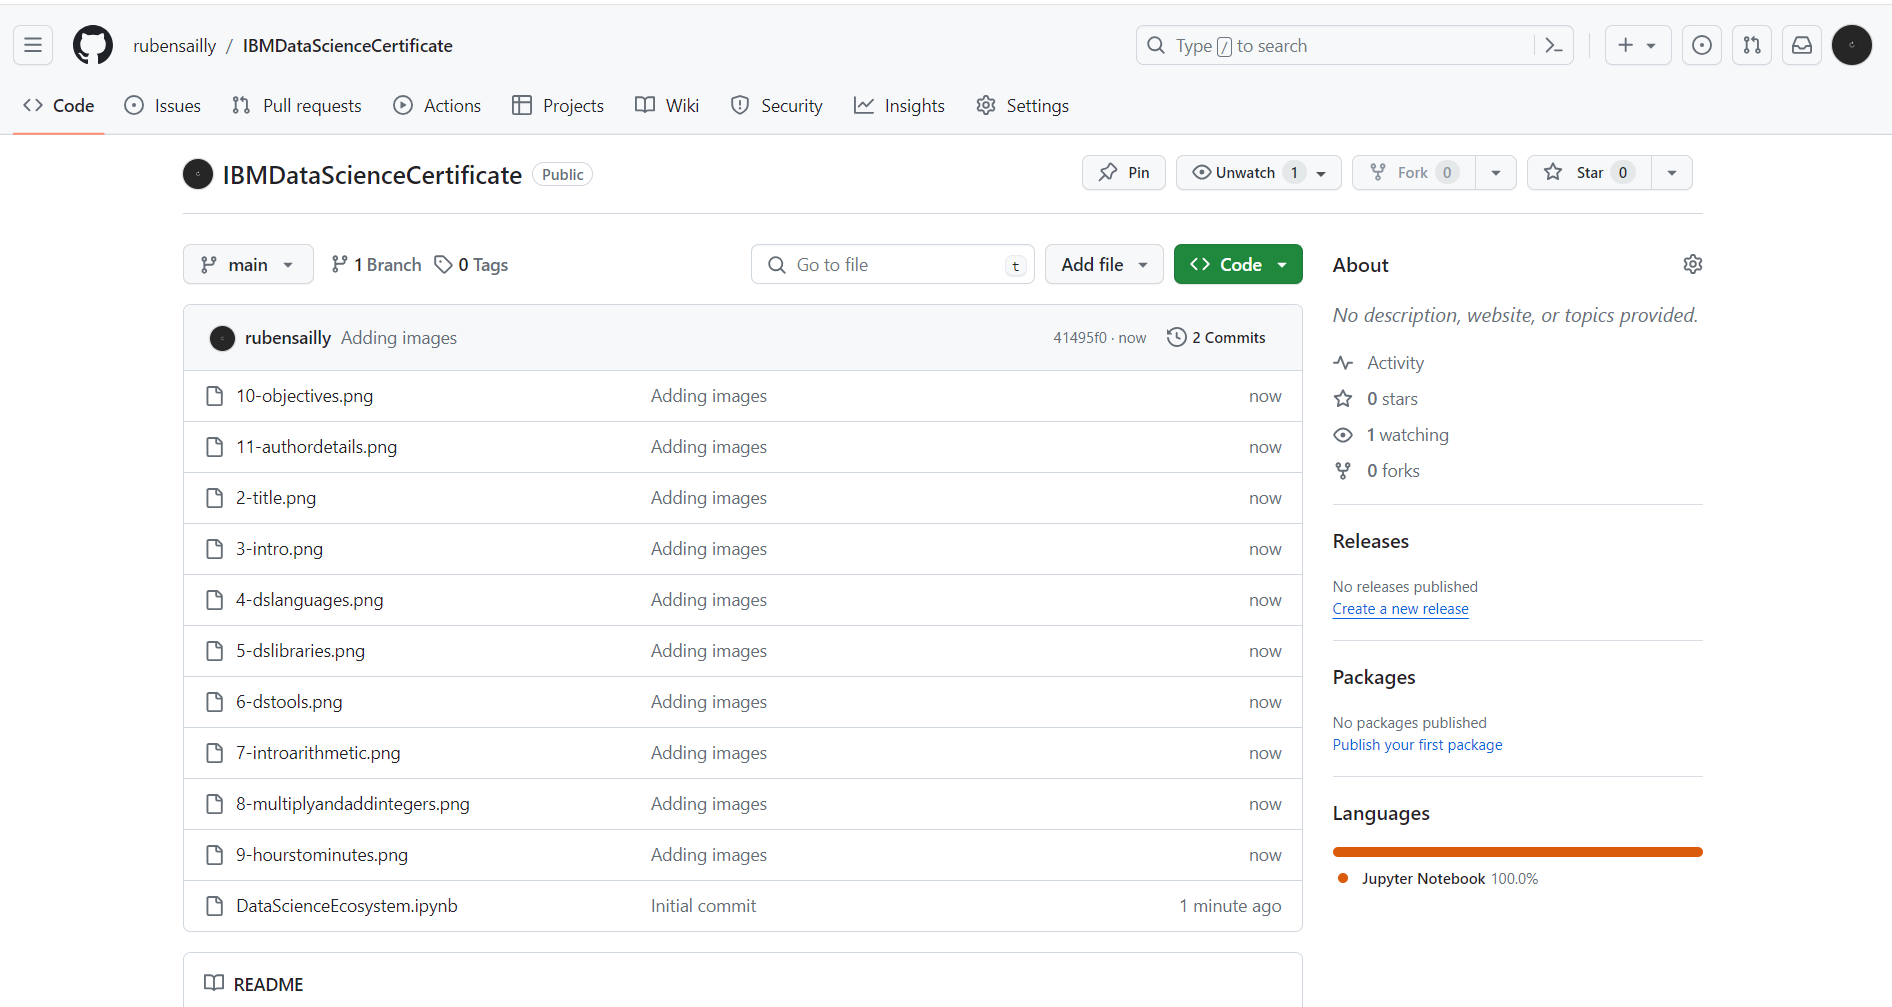 rubensailly / IBMDataScienceCertificate
Type / to search
Code Issues Pull requests Actions Projects Wiki Security Insights Settings
IBMDataScienceCertificate Public
Pin Unwatch 1 Fork 0 Star 0
main 1 Branch 0 Tags Go to file t Add file Code
rubensailly Adding images 41495f0 · now 2 Commits
10-objectives.png Adding images now
11-authordetails.png Adding images now
2-title.png Adding images now
3-intro.png Adding images now
4-dslanguages.png Adding images now
5-dslibraries.png Adding images now
6-dstools.png Adding images now
7-introarithmetic.png Adding images now
8-multiplyandaddintegers.png Adding images now
9-hourstominutes.png Adding images now
DataScienceEcosystem.ipynb Initial commit 1 minute ago
README
About
No description, website, or topics provided.
Activity
0 stars
1 watching
0 forks
Releases
No releases published
Create a new release
Packages
No packages published
Publish your first package
Languages
Jupyter Notebook 100.0%